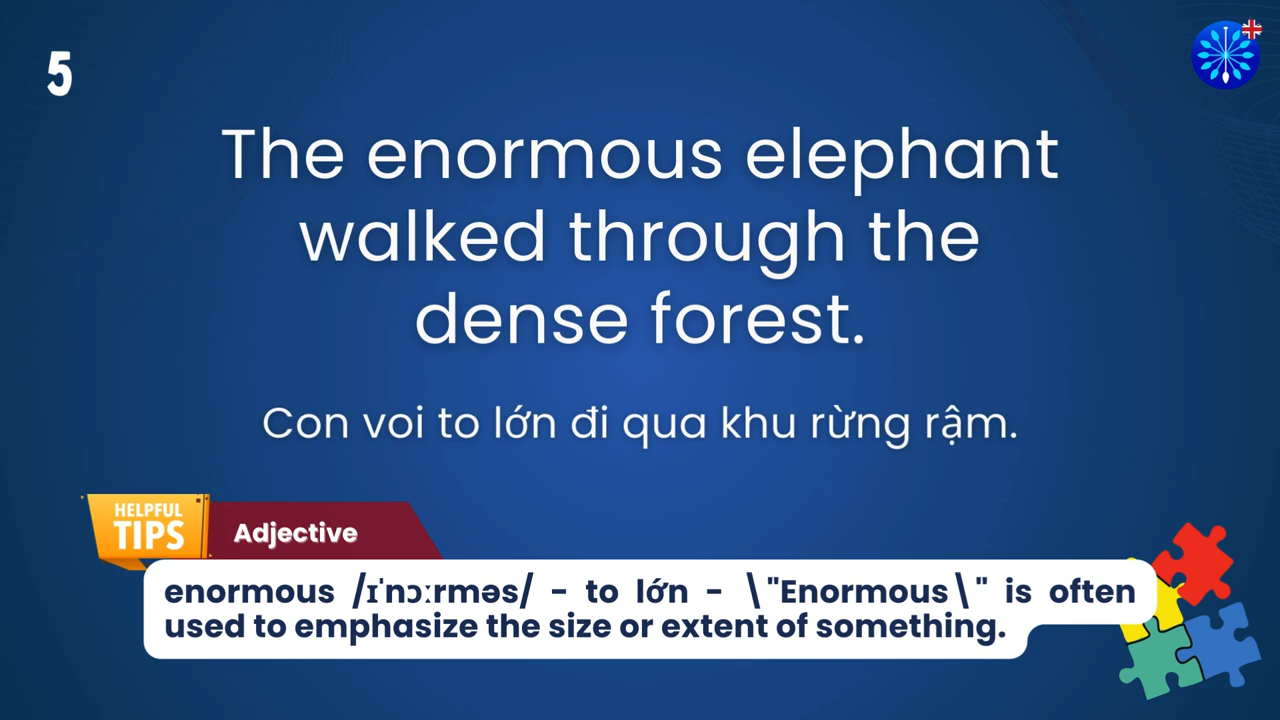 5
The enormous elephant
walked through the
dense forest.
Con voi to lớn đi qua khu rừng rậm.
HELPFUL
TIPS
Adjective
enormous /ɪˈnɔːrməs/ - to lớn - \"Enormous\" is often
used to emphasize the size or extent of something.